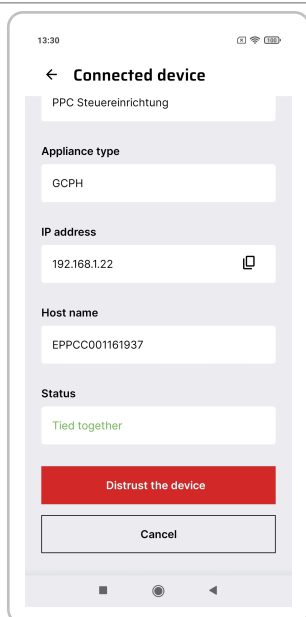 13:30
100
Connected device
PPC Steuereinrichtung
Appliance type
GCPH
IP address
192.168.1.22
Host name
EPPCC001161937
Status
Tied together
Distrust the device
Cancel